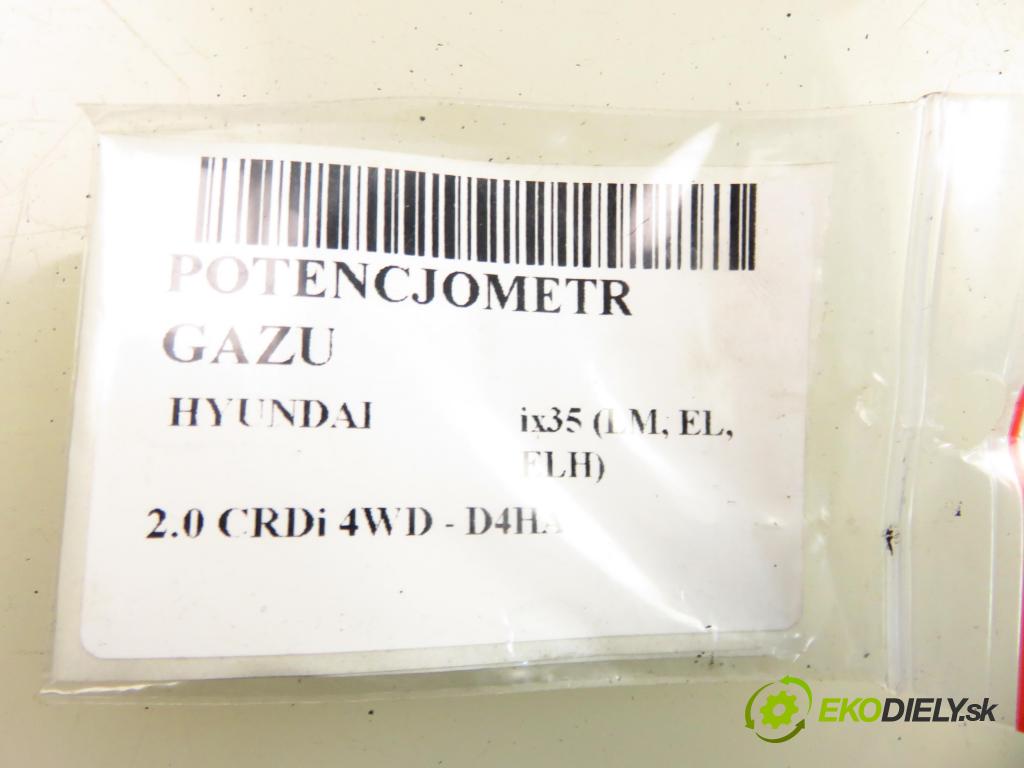 POTENCJOMETR
GAZU
HYUNDAI ix35 (LM, EL,
ELH)
2.0 CRDi 4WD - D4HA
EKODIELY.sk